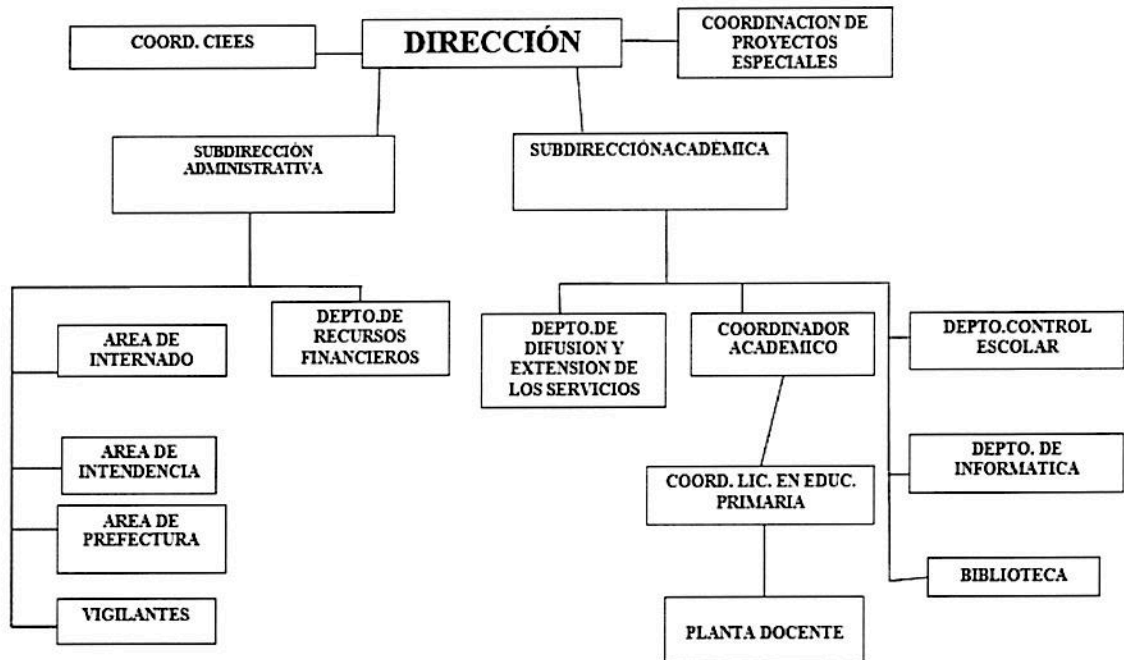 COORD. CIEES
DIRECCIÓN
COORDINACION DE
PROYECTOS
ESPECIALES
SUBDIRECCIÓN
ADMINISTRATIVA
SUBDIRECCIÓNACADÉMICA
AREA DE
INTERNADO
DEPTO.DE
RECURSOS
FINANCIEROS
DEPTO.DE
DIFUSION Y
EXTENSION DE
LOS SERVICIOS
COORDINADOR
ACADEMICO
DEPTO.CONTROL
ESCOLAR
AREA DE
INTENDENCIA
COORD. LIC. EN EDUC.
PRIMARIA
DEPTO. DE
INFORMATICA
AREA DE
PREFECTURA
BIBLIOTECA
VIGILANTES
PLANTA DOCENTE